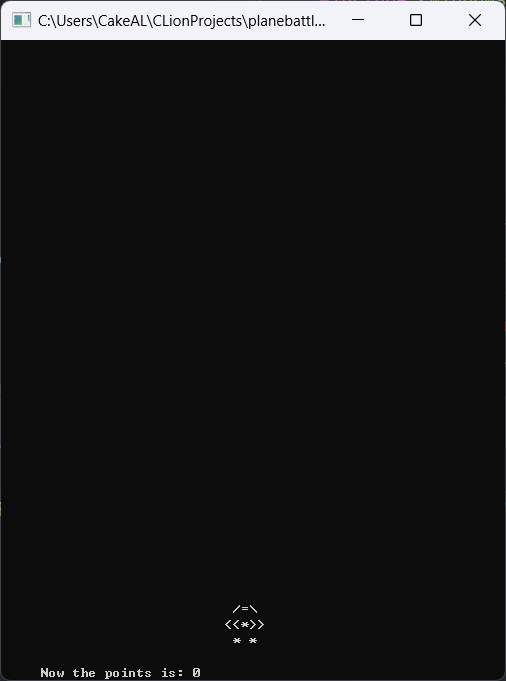 C:\Users\CakeAL\CLionProjects\planebattl...
/=\
<<*>>
* *
Now the points is: 0